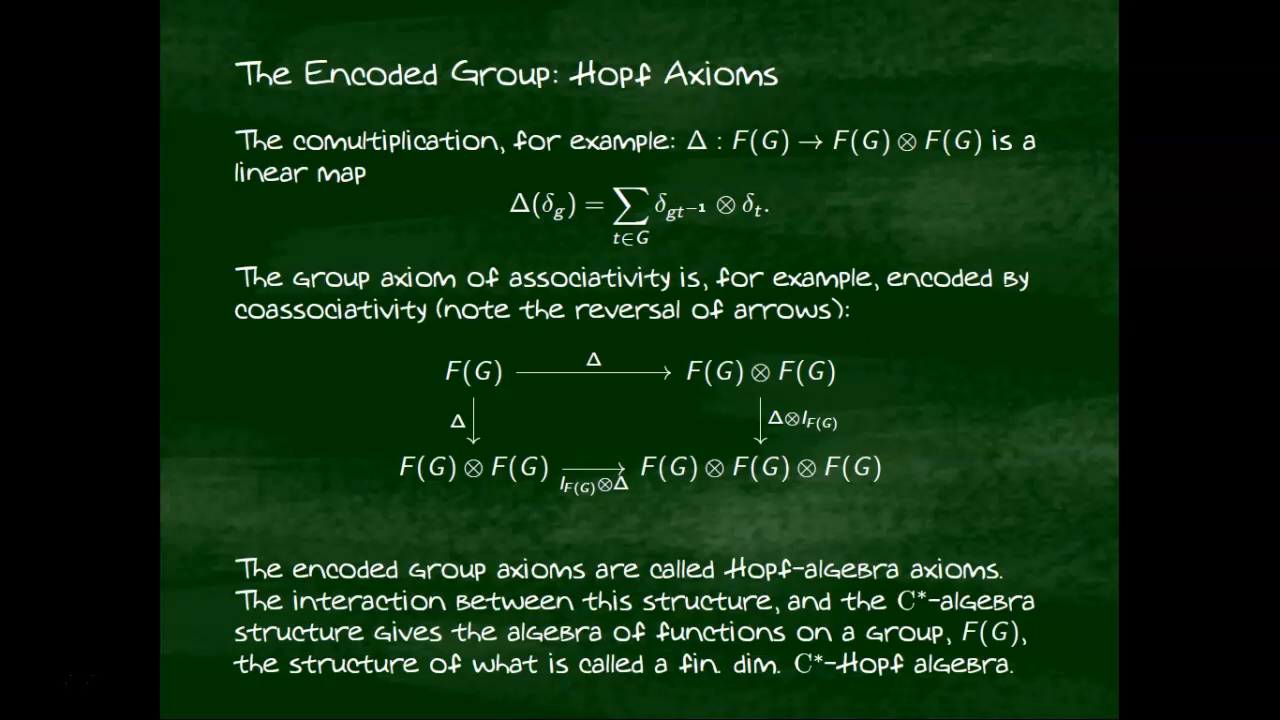 The Encoded Group: Hopf Axioms
The comultiplication, for example: Δ : F(G) → F(G) ⊗ F(G) is a
linear map
Δ(δ_g) = ∑_{t∈G} δ_{gt⁻¹} ⊗ δ_t.
The group axiom of associativity is, for example, encoded by
coassociativity (note the reversal of arrows):
F(G) Δ→ F(G) ⊗ F(G)
Δ↓ ↓Δ⊗I_{F(G)}
F(G) ⊗ F(G) → F(G) ⊗ F(G) ⊗ F(G)
I_{F(G)}⊗Δ
The encoded group axioms are called Hopf-algebra axioms.
The interaction between this structure, and the C*-algebra
structure gives the algebra of functions on a group, F(G),
the structure of what is called a fin. dim. C*-Hopf algebra.